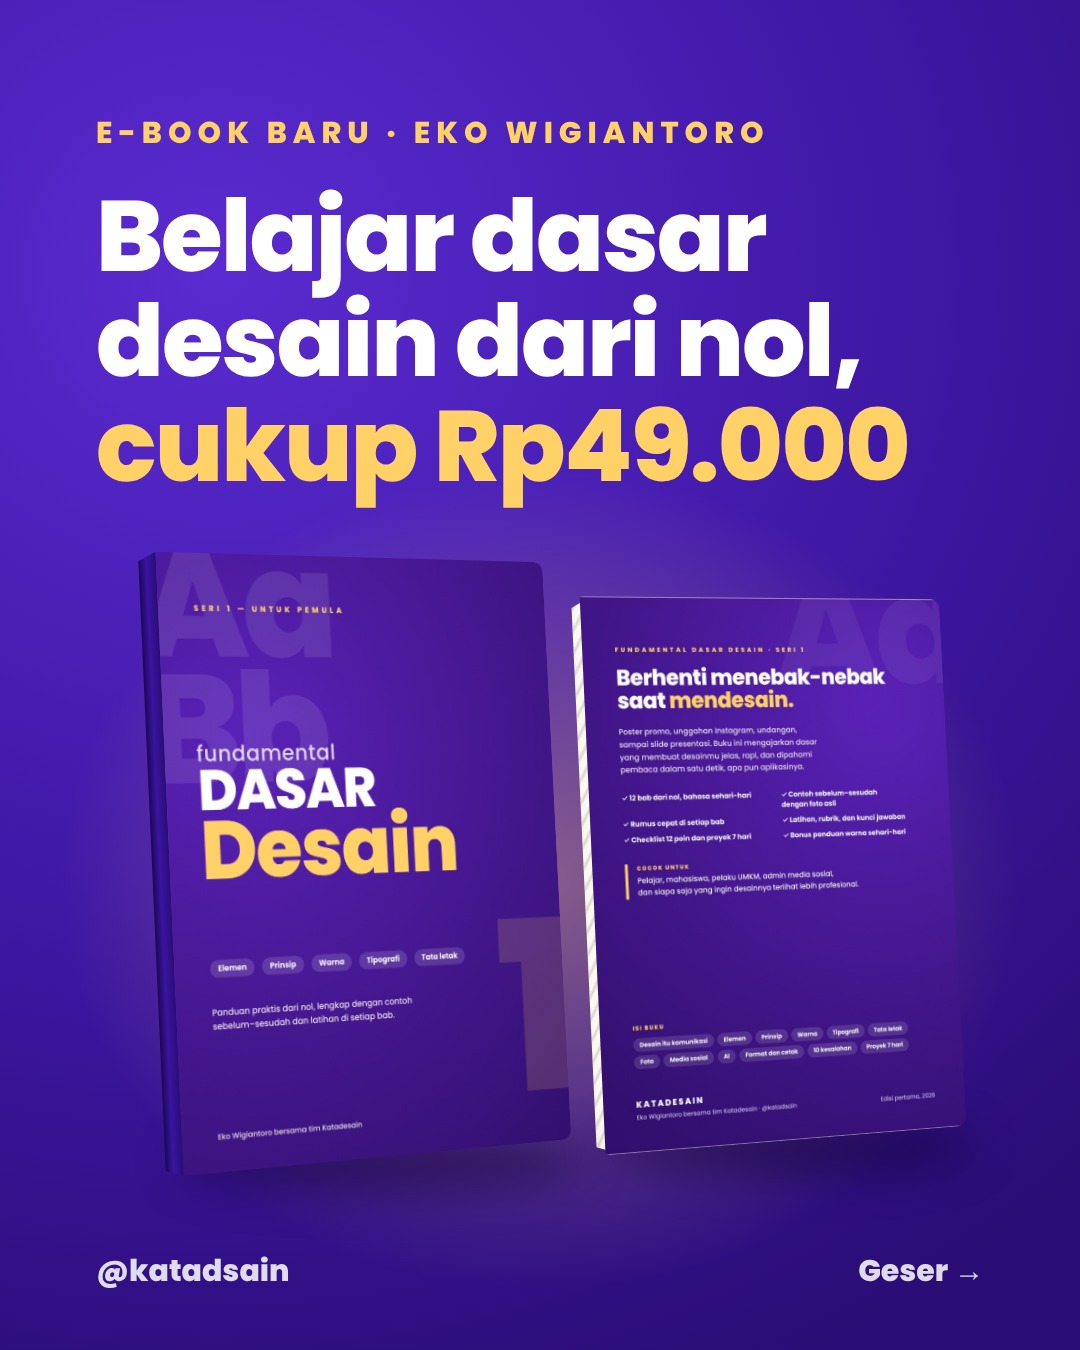 E-BOOK BARU · EKO WIGIANTORO
Belajar dasar
desain dari nol,
cukup Rp49.000
Aa
Bb
SERI 1 — UNTUK PEMULA
fundamental
DASAR
Desain
1
Elemen Prinsip Warna Tipografi Tata letak
Panduan praktis dari nol, lengkap dengan contoh
sebelum-sesudah dan latihan di setiap bab.
Eko Wigiantoro bersama tim Katadesain
Aa
FUNDAMENTAL DASAR DESAIN · SERI 1
Berhenti menebak-nebak
saat mendesain.
Poster promo, unggahan Instagram, undangan,
sampai slide presentasi. Buku ini mengajarkan dasar
yang membuat desainmu jelas, rapi, dan dipahami
pembaca dalam satu detik, apa pun aplikasinya.
✓ 12 bab dari nol, bahasa sehari-hari
✓ Contoh sebelum-sesudah
dengan foto asli
✓ Rumus cepat di setiap bab
✓ Latihan, rubrik, dan kunci jawaban
✓ Checklist 12 poin dan proyek 7 hari
✓ Bonus panduan warna sehari-hari
COCOK UNTUK
Pelajar, mahasiswa, pelaku UMKM, admin media sosial,
dan siapa saja yang ingin desainnya terlihat lebih profesional.
ISI BUKU
Desain itu komunikasi Elemen Prinsip Warna Tipografi Tata letak
Foto Media sosial AI Format dan cetak 10 kesalahan Proyek 7 hari
KATADESAIN
Eko Wigiantoro bersama tim Katadesain · @katadsain
Edisi pertama, 2026
@katadsain
Geser →